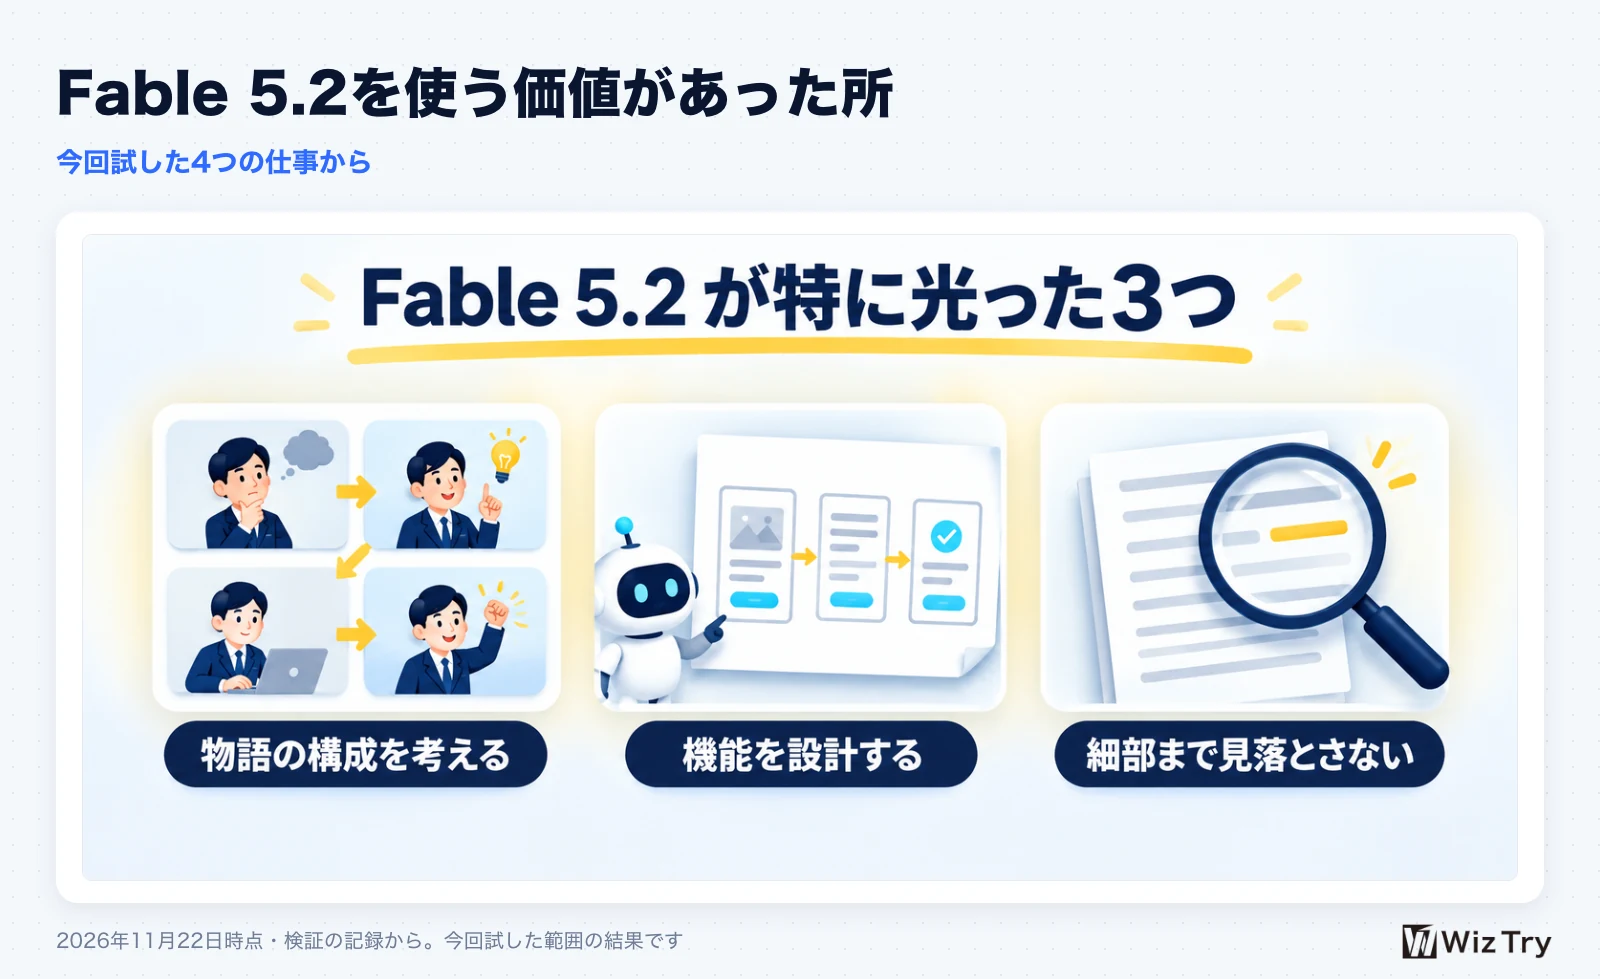 Fable 5.2を使う価値があった所
今回試した4つの仕事から
Fable 5.2 が特に光った3つ
物語の構成を考える
機能を設計する
細部まで見落とさない
2026年11月22日時点・検証の記録から。今回試した範囲の結果です
Wiz Try